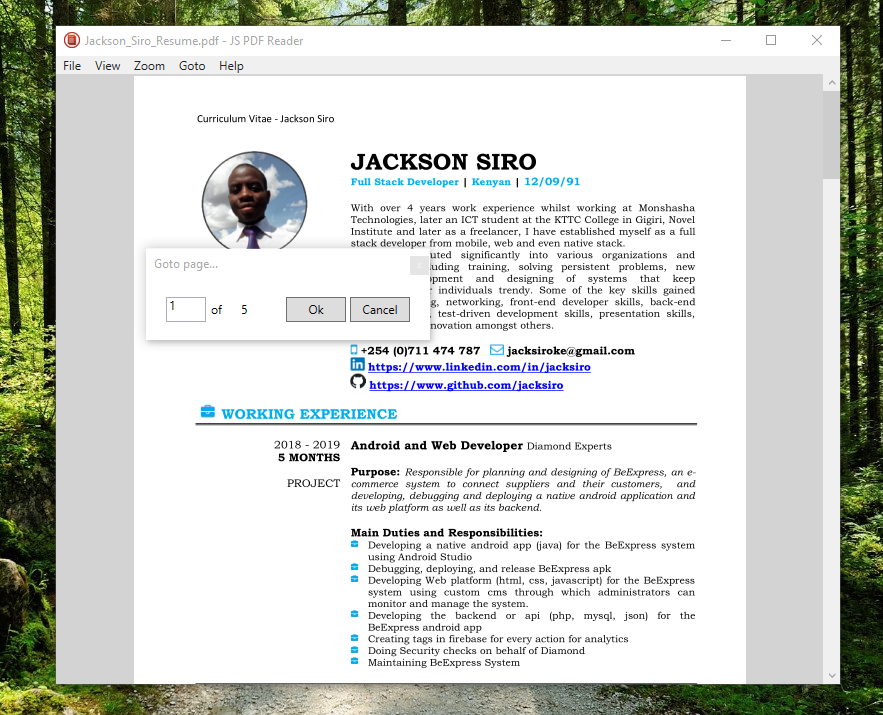 Jackson_Siro_Resume.pdf - JS PDF Reader
File View Zoom Goto Help
Curriculum Vitae - Jackson Siro
JACKSON SIRO
Full Stack Developer | Kenyan | 12/09/91
With over 4 years work experience whilst working at Monshasha
Technologies, later an ICT student at the KTTC College in Gigiri, Novel
Institute and later as a freelancer, I have established myself as a full
stack developer from mobile, web and even native stack.
significantly into various organizations and
training, solving persistent problems, new
and designing of systems that keep
individuals trendy. Some of the key skills gained
networking, front-end developer skills, back-end
test-driven development skills, presentation skills,
amongst others.
Goto page...
1 of 5 Ok Cancel
+254 (0)711 474 787 jacksiroke@gmail.com
https://www.linkedin.com/in/jacksiro
https://www.github.com/jacksiro
WORKING EXPERIENCE
2018 - 2019 Android and Web Developer Diamond Experts
5 MONTHS
PROJECT
Purpose: Responsible for planning and designing of BeExpress, an e-
commerce system to connect suppliers and their customers, and
developing, debugging and deploying a native android application and
its web platform as well as its backend.
Main Duties and Responsibilities:
Developing a native android app (java) for the BeExpress system
using Android Studio
Debugging, deploying, and release BeExpress apk
Developing Web platform (html, css, javascript) for the BeExpress
system using custom cms through which administrators can
monitor and manage the system.
Developing the backend or api (php, mysql, json) for the
BeExpress android app
Creating tags in firebase for every action for analytics
Doing Security checks on behalf of Diamond
Maintaining BeExpress System